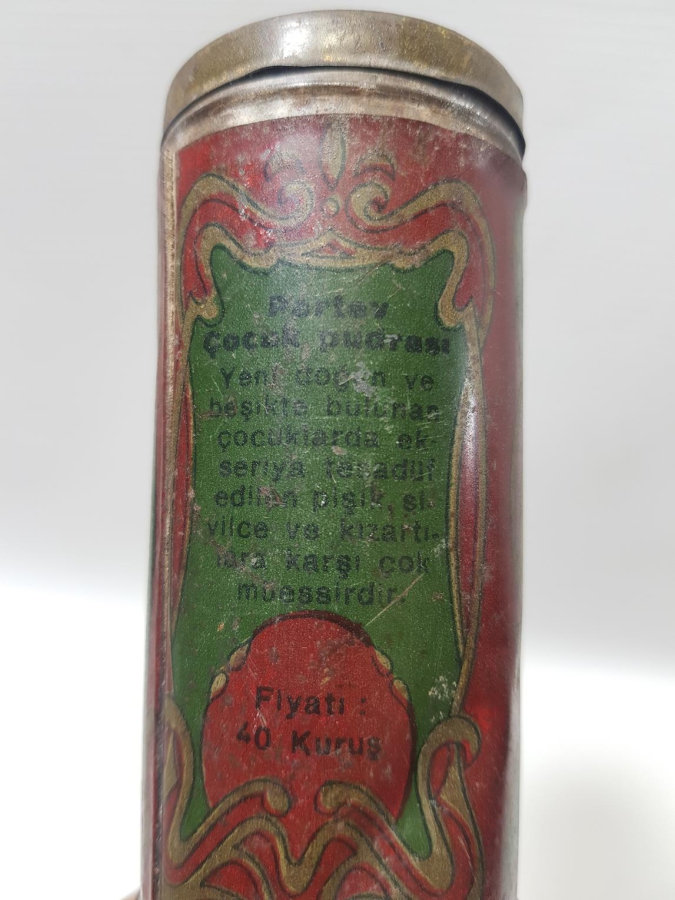 Pertev
Çocuk pudrası
Yeni doğan ve
beşikte bulunan
çocuklarda ek-
seriya tesadüf
edilen pişik, si-
vilce ve kızartı-
lara karşı çok
müessirdir.
Fiyatı :
40 Kuruş